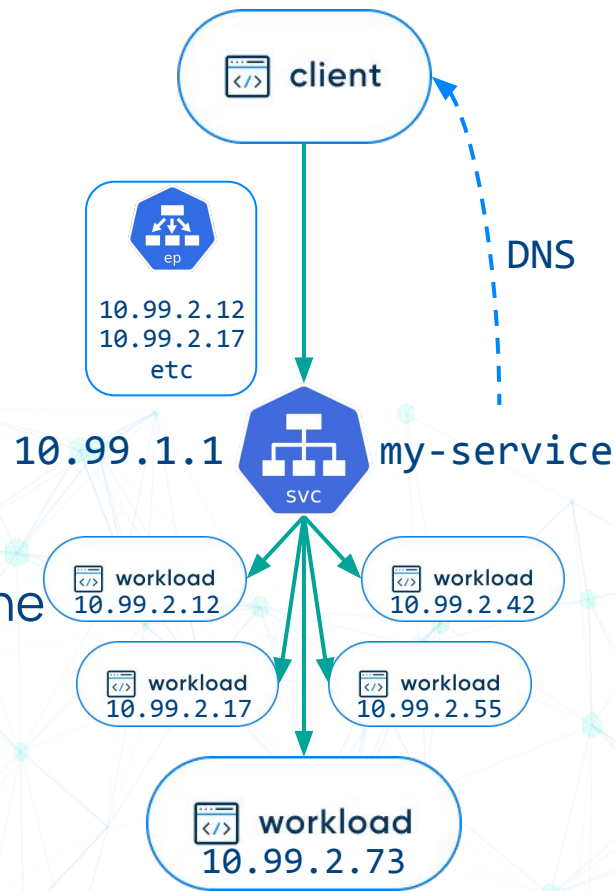 client
DNS
ep
10.99.2.12
10.99.2.17
etc
10.99.1.1
my-service
svc
workload
10.99.2.12
workload
10.99.2.42
ne
workload
10.99.2.17
workload
10.99.2.55
workload
10.99.2.73